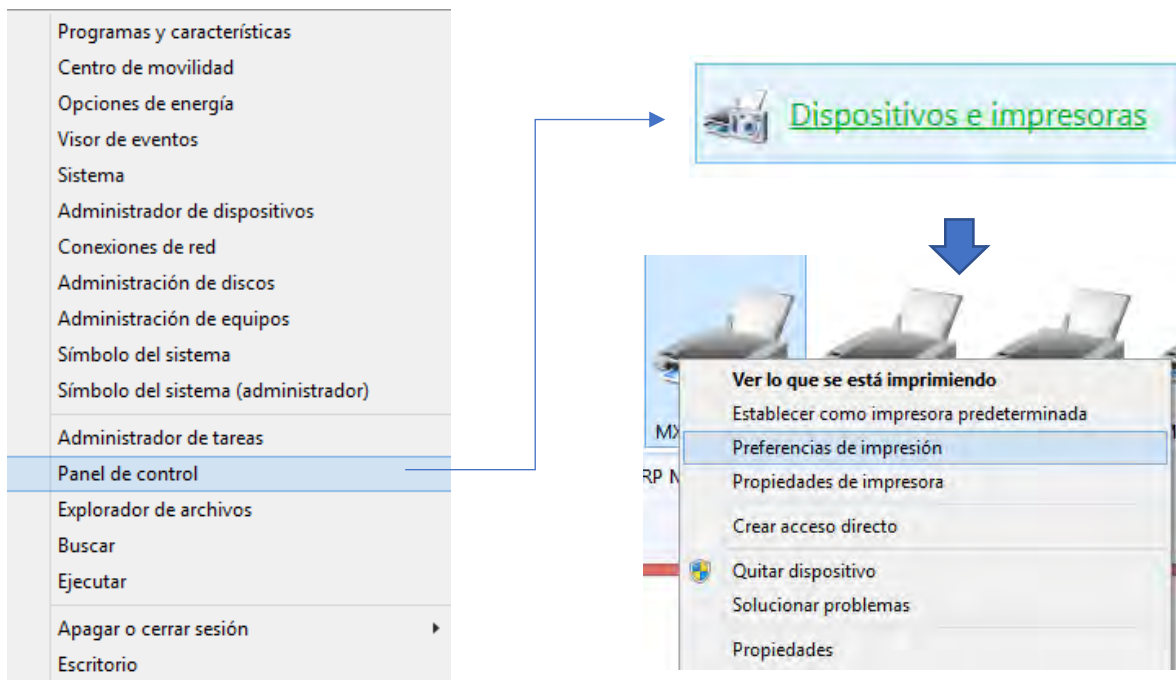 Programas y características
Centro de movilidad
Opciones de energía
Visor de eventos
Sistema
Administrador de dispositivos
Conexiones de red
Administración de discos
Administración de equipos
Símbolo del sistema
Símbolo del sistema (administrador)
Administrador de tareas
Panel de control
Explorador de archivos
Buscar
Ejecutar
Apagar o cerrar sesión
Escritorio
Dispositivos e impresoras
Ver lo que se está imprimiendo
Establecer como impresora predeterminada
Preferencias de impresión
Propiedades de impresora
Crear acceso directo
Quitar dispositivo
Solucionar problemas
Propiedades